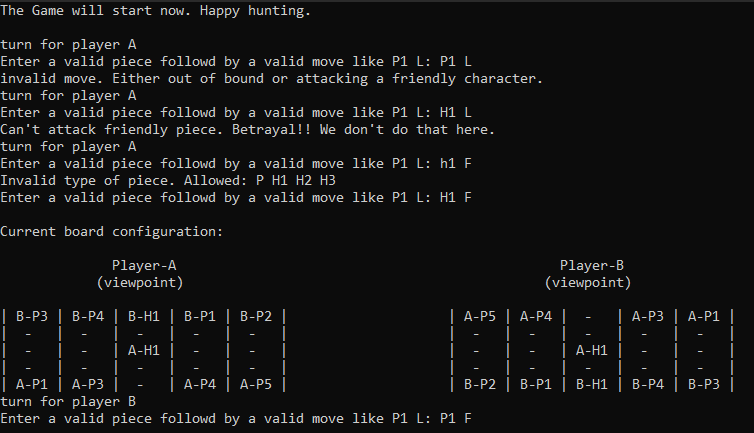 The Game will start now. Happy hunting.
turn for player A
Enter a valid piece followd by a valid move like P1 L: P1 L
invalid move. Either out of bound or attacking a friendly character.
turn for player A
Enter a valid piece followd by a valid move like P1 L: H1 L
Can't attack friendly piece. Betrayal!! We don't do that here.
turn for player A
Enter a valid piece followd by a valid move like P1 L: h1 F
Invalid type of piece. Allowed: P H1 H2 H3
Enter a valid piece followd by a valid move like P1 L: H1 F
Current board configuration:
Player-A Player-B
(viewpoint) (viewpoint)
| B-P3 | B-P4 | B-H1 | B-P1 | B-P2 | | A-P5 | A-P4 | - | A-P3 | A-P1 |
| - | - | - | - | - | | - | - | - | - | - |
| - | - | A-H1 | - | - | | - | - | A-H1 | - | - |
| - | - | - | - | - | | - | - | - | - | - |
| A-P1 | A-P3 | - | A-P4 | A-P5 | | B-P2 | B-P1 | B-H1 | B-P4 | B-P3 |
turn for player B
Enter a valid piece followd by a valid move like P1 L: P1 F